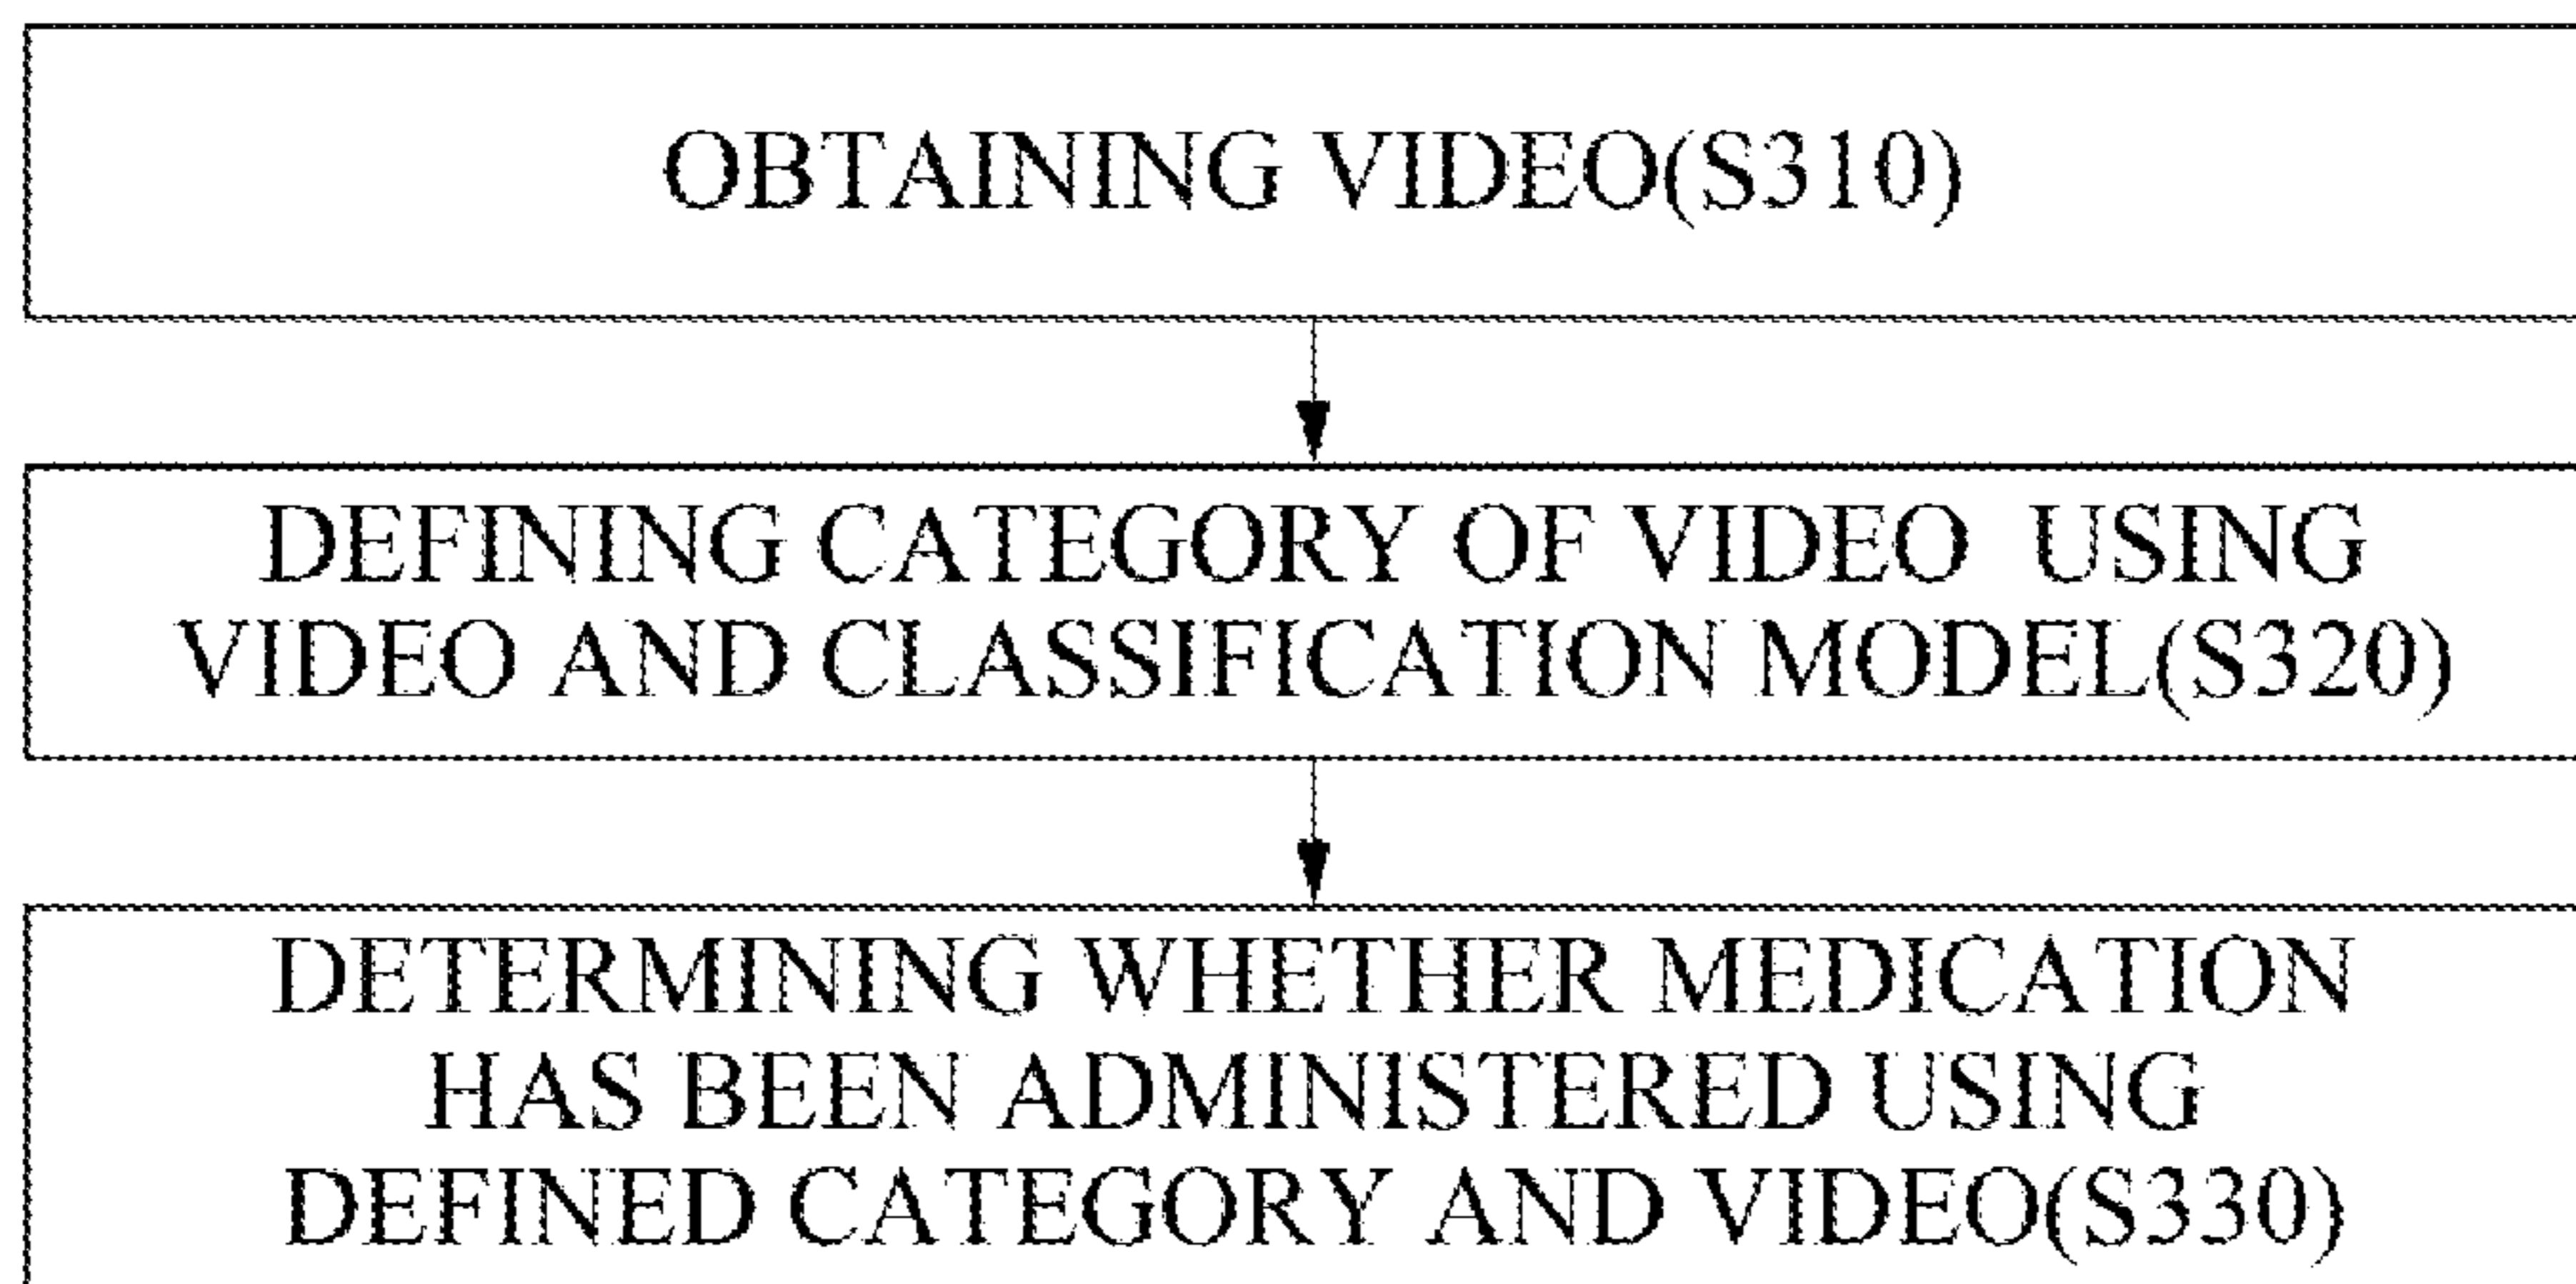 OBTAINING VIDEO(S310)
DEFINING CATEGORY OF VIDEO USING
VIDEO AND CLASSIFICATION MODEL(S320)
DETERMINING WHETHER MEDICATION
HAS BEEN ADMINISTERED USING
DEFINED CATEGORY AND VIDEO(S330)